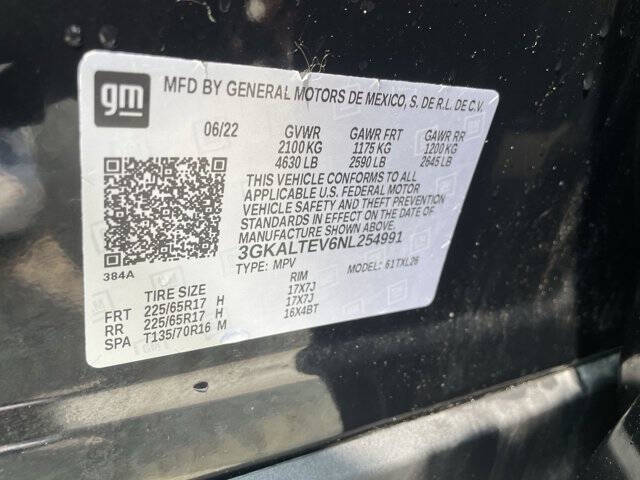 gm
MFD BY GENERAL MOTORS DE MEXICO, S. DE R.L. DE C.V.
06/22 GVWR GAWR FRT GAWR RR
2100 KG 1175 KG 1200 KG
4630 LB 2590 LB 2645 LB
THIS VEHICLE CONFORMS TO ALL
APPLICABLE U.S. FEDERAL MOTOR
VEHICLE SAFETY AND THEFT PREVENTION
STANDARDS IN EFFECT ON THE DATE OF
MANUFACTURE SHOWN ABOVE.
3GKALTEV6NL254991
TYPE: MPV MODEL: 61TXL26
384A
TIRE SIZE RIM
FRT 225/65R17 H 17X7J
RR 225/65R17 H 17X7J
SPA T135/70R16 M 16X4BT